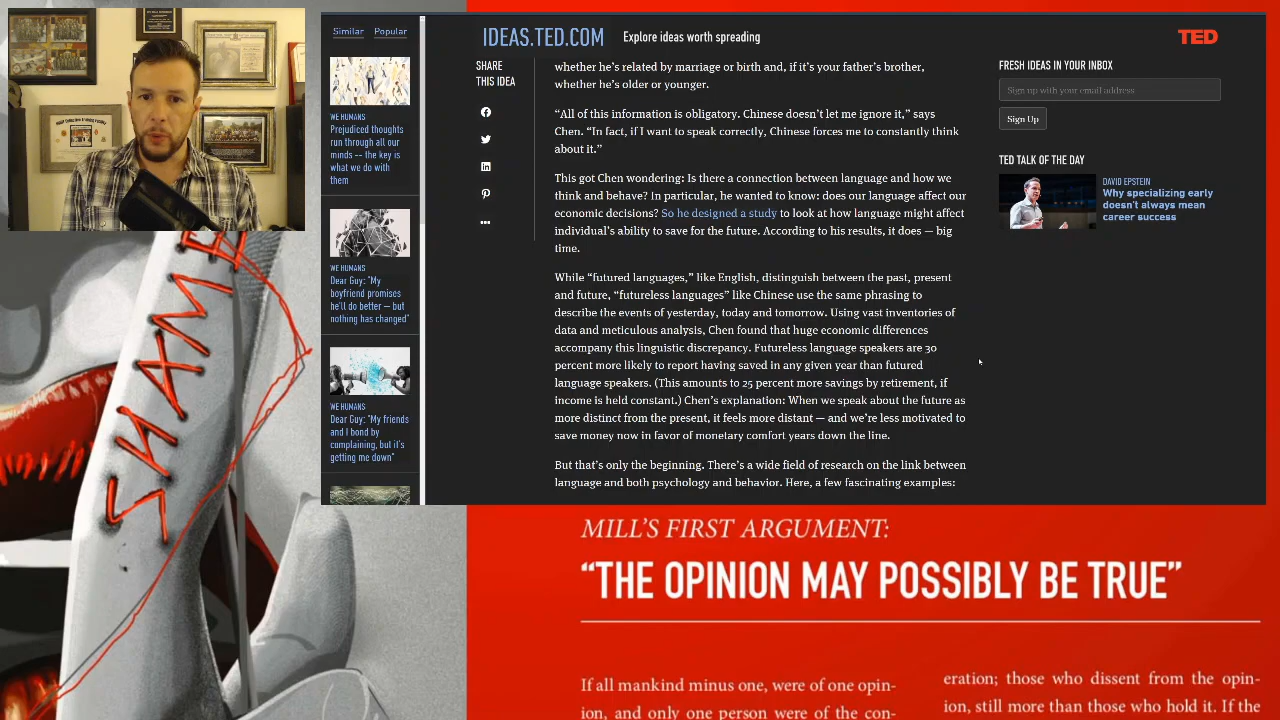 Similar Popular
WE HUMANS
Prejudiced thoughts
run through all our
minds -- the key is
what we do with
them
WE HUMANS
Dear Guy: "My
boyfriend promises
he'll do better — but
nothing has changed"
WE HUMANS
Dear Guy: "My friends
and I bond by
complaining, but it's
getting me down"
IDEAS.TED.COM Explore ideas worth spreading
TED
SHARE
THIS IDEA
whether he's related by marriage or birth and, if it's your father's brother,
whether he's older or younger.
“All of this information is obligatory. Chinese doesn't let me ignore it,” says
Chen. “In fact, if I want to speak correctly, Chinese forces me to constantly think
about it.”
This got Chen wondering: Is there a connection between language and how we
think and behave? In particular, he wanted to know: does our language affect our
economic decisions? So he designed a study to look at how language might affect
individual's ability to save for the future. According to his results, it does — big
time.
While “futured languages,” like English, distinguish between the past, present
and future, “futureless languages” like Chinese use the same phrasing to
describe the events of yesterday, today and tomorrow. Using vast inventories of
data and meticulous analysis, Chen found that huge economic differences
accompany this linguistic discrepancy. Futureless language speakers are 30
percent more likely to report having saved in any given year than futured
language speakers. (This amounts to 25 percent more savings by retirement, if
income is held constant.) Chen's explanation: When we speak about the future as
more distinct from the present, it feels more distant — and we're less motivated to
save money now in favor of monetary comfort years down the line.
But that's only the beginning. There's a wide field of research on the link between
language and both psychology and behavior. Here, a few fascinating examples:
FRESH IDEAS IN YOUR INBOX
Sign up with your email address
Sign Up
TED TALK OF THE DAY
DAVID EPSTEIN
Why specializing early
doesn't always mean
career success
SHAME
MILL'S FIRST ARGUMENT:
“THE OPINION MAY POSSIBLY BE TRUE”
If all mankind minus one, were of one opin-
ion, and only one person were of the con-
eration; those who dissent from the opin-
ion, still more than those who hold it. If the